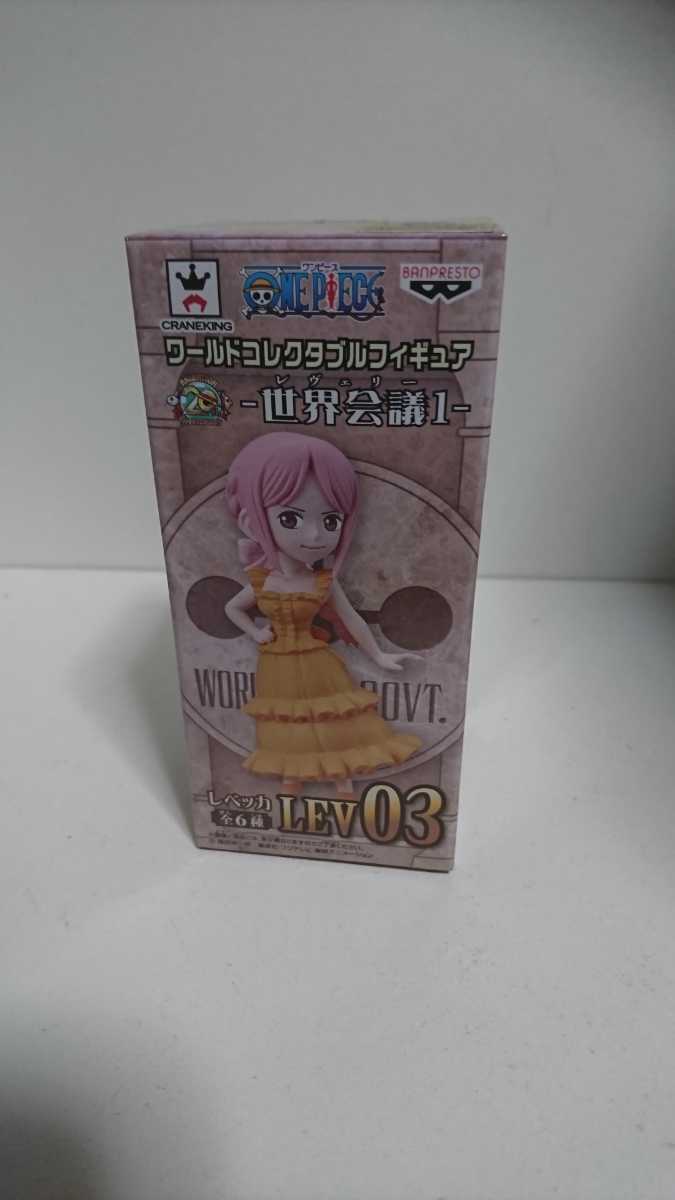 ワンピース
ONE PIECE
BANPRESTO
CRANEKING
ワールドコレクタブルフィギュア
レヴェリー
-世界会議1-
20
WOR GOVT.
レベッカ
全6種
LEV03